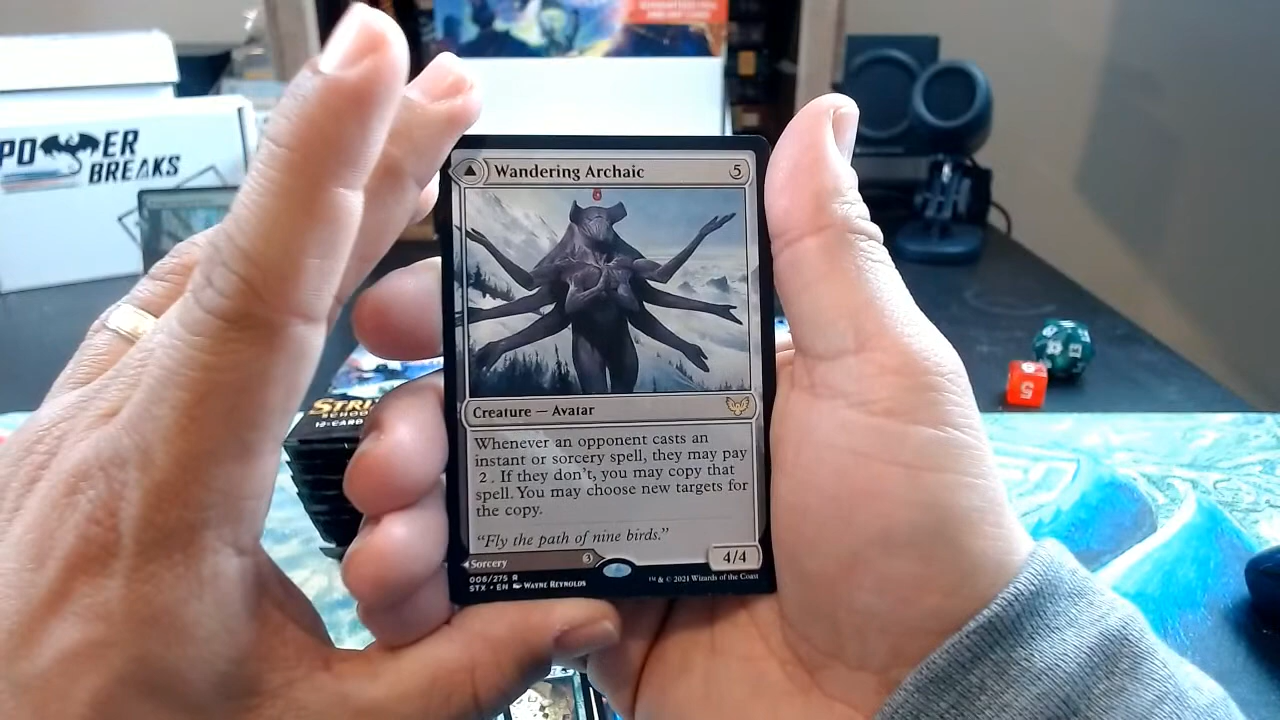 POWER
BREAKS
Wandering Archaic
5
Creature — Avatar
Whenever an opponent casts an
instant or sorcery spell, they may pay
2 . If they don't, you may copy that
spell. You may choose new targets for
the copy.
"Fly the path of nine birds."
4/4
Sorcery
3
006/275 R
STX • EN Wayne Reynolds
™ & © 2021 Wizards of the Coast
5